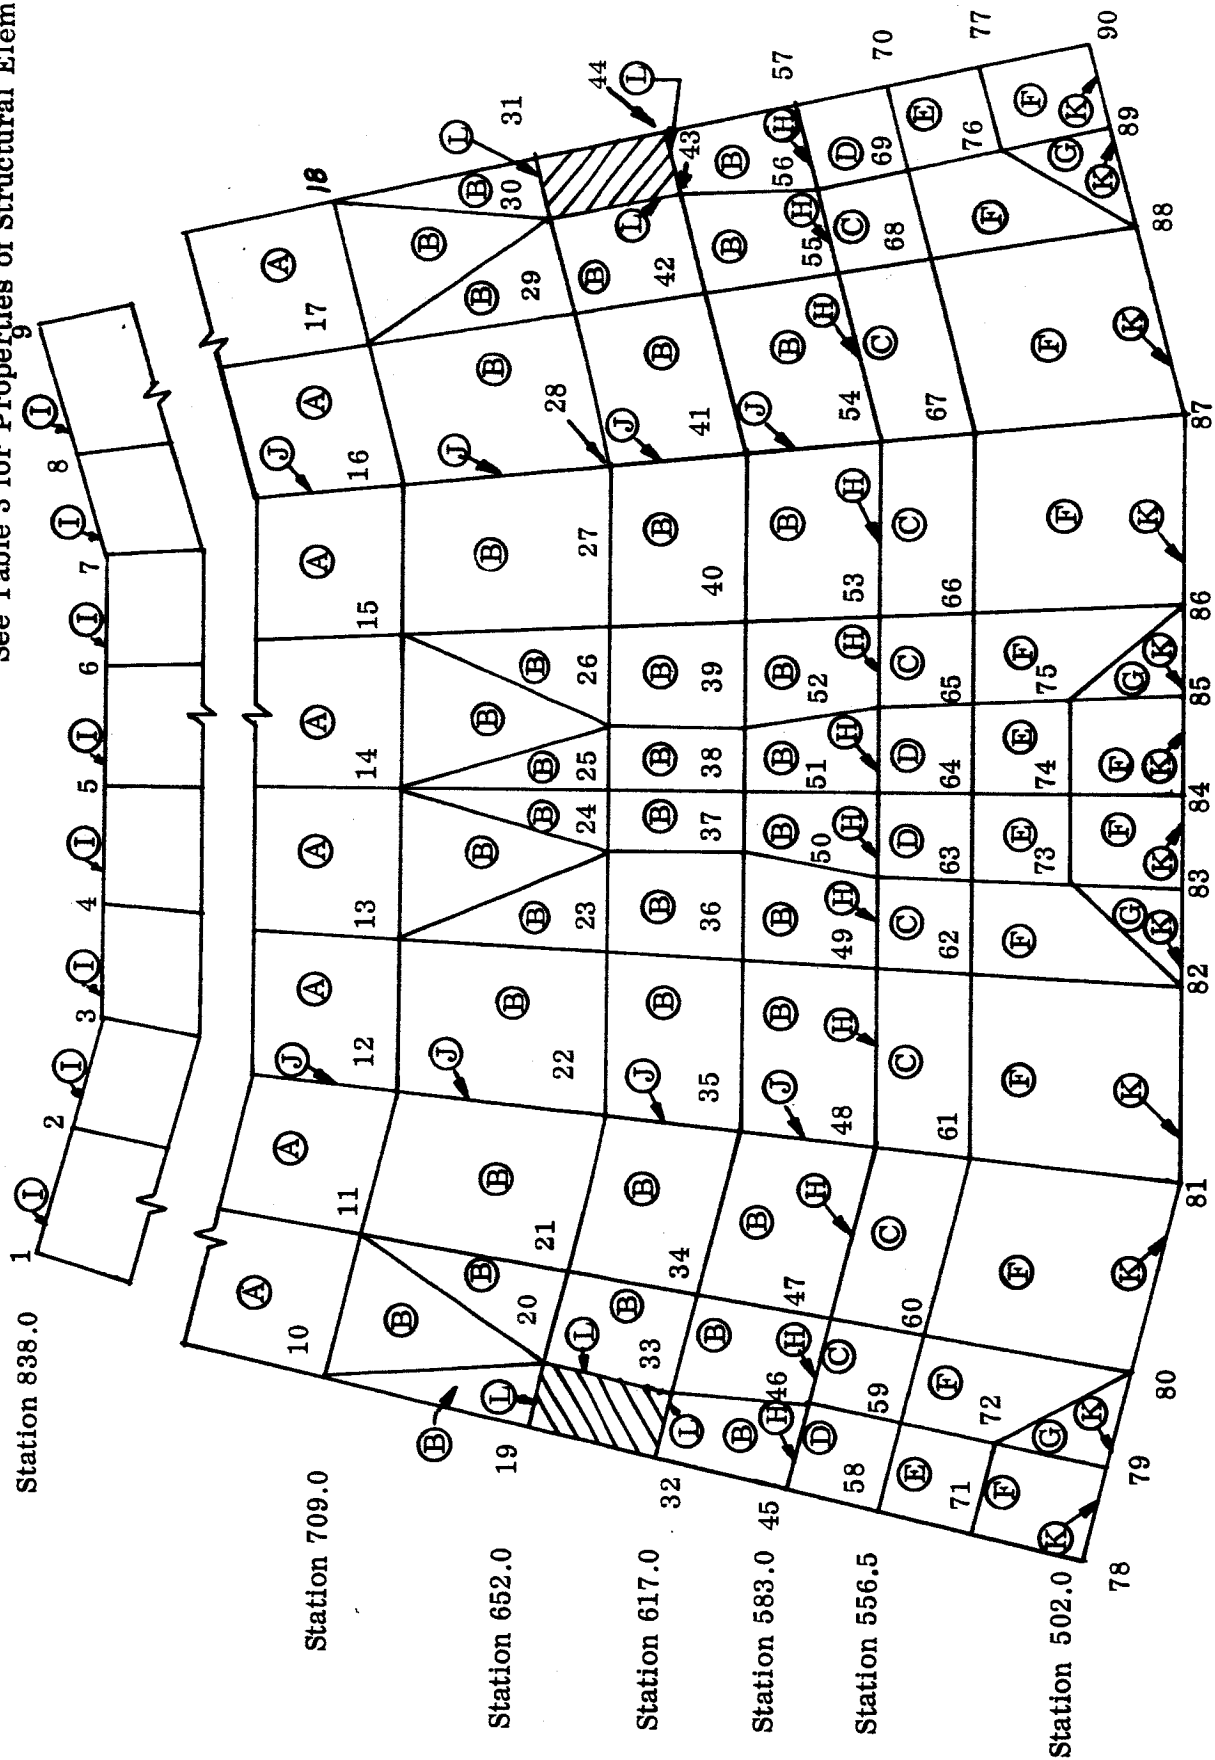 See Table 3 for Properties of Structural Elem
Station 838.0
1 2 3 4 5 6 7 8 9
I I I I I I I I
Station 709.0
A A A A A A A A
J J
10 11 12 13 14 15 16 17 18
Station 652.0
B B B B B B B B B B B B B B B B
J J
L L
19 20 21 22 23 24 25 26 27 28 29 30 31
Station 617.0
B B B B B B B B B B
J J
L L L L
32 33 34 35 36 37 38 39 40 41 42 43 44
Station 583.0
B B B B B B B B B B B B
J J
H H H H H H H H H H H H
45 46 47 48 49 50 51 52 53 54 55 56 57
Station 556.5
D C C C C D D C C C C D
58 59 60 61 62 63 64 65 66 67 68 69 70
E F F F F E E F F F F E
71 72 73 74 75 76 77
F G G F F G G F
K K K K K K K K K K K K
Station 502.0
78 79 80 81 82 83 84 85 86 87 88 89 90